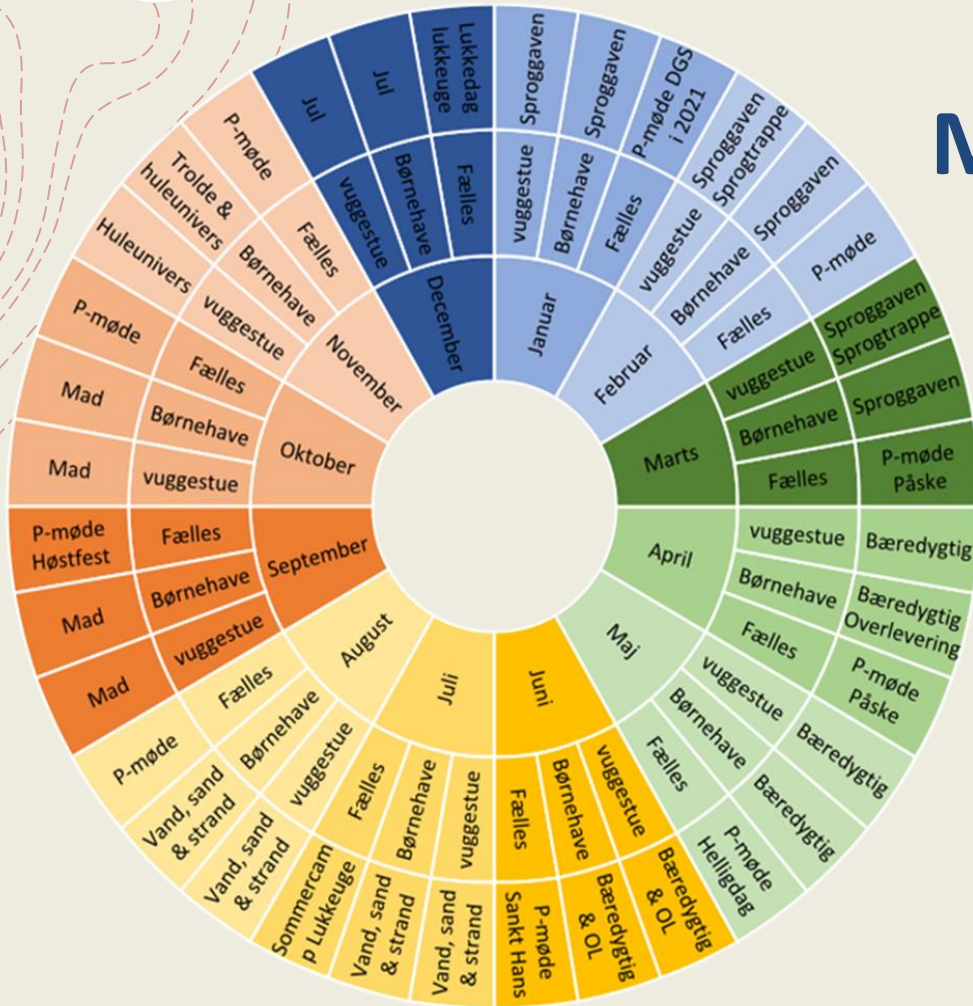 M
Januar
vuggestue
Sproggaven
Børnehave
Sproggaven
Fælles
P-møde DGS
i 2021
Februar
vuggestue
Sproggaven
Sprogtrappe
Børnehave
Sproggaven
Fælles
P-møde
Marts
vuggestue
Sproggaven
Sprogtrappe
Børnehave
Sproggaven
Fælles
P-møde
Påske
April
vuggestue
Bæredygtig
Børnehave
Bæredygtig
Overlevering
Fælles
P-møde
Påske
Maj
vuggestue
Bæredygtig
Børnehave
Bæredygtig
Fælles
P-møde
Helligdag
Juni
vuggestue
Bæredygtig
& OL
Børnehave
Bæredygtig
& OL
Fælles
P-møde
Sankt Hans
Juli
vuggestue
Vand, sand
& strand
Børnehave
Vand, sand
& strand
Fælles
Sommercam
p Lukkeuge
August
vuggestue
Vand, sand
& strand
Børnehave
Vand, sand
& strand
Fælles
P-møde
September
vuggestue
Mad
Børnehave
Mad
Fælles
P-møde
Høstfest
Oktober
vuggestue
Mad
Børnehave
Mad
Fælles
P-møde
November
vuggestue
Huleunivers
Børnehave
Trolde &
huleunivers
Fælles
P-møde
December
vuggestue
Jul
Børnehave
Jul
Fælles
Lukkedag
lukkeuge